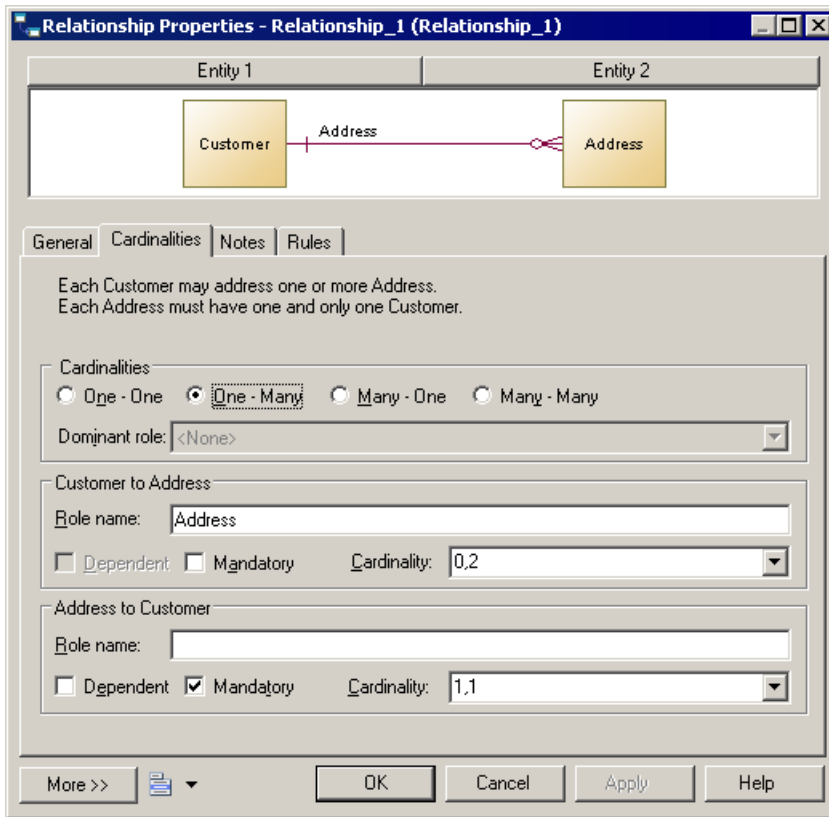 Relationship Properties - Relationship_1 (Relationship_1)
Entity 1 Entity 2
Customer Address Address
General Cardinalities Notes Rules
Each Customer may address one or more Address.
Each Address must have one and only one Customer.
Cardinalities
One - One One - Many Many - One Many - Many
Dominant role: <None>
Customer to Address
Role name: Address
Dependent Mandatory Cardinality: 0,2
Address to Customer
Role name:
Dependent Mandatory Cardinality: 1,1
More >> OK Cancel Apply Help